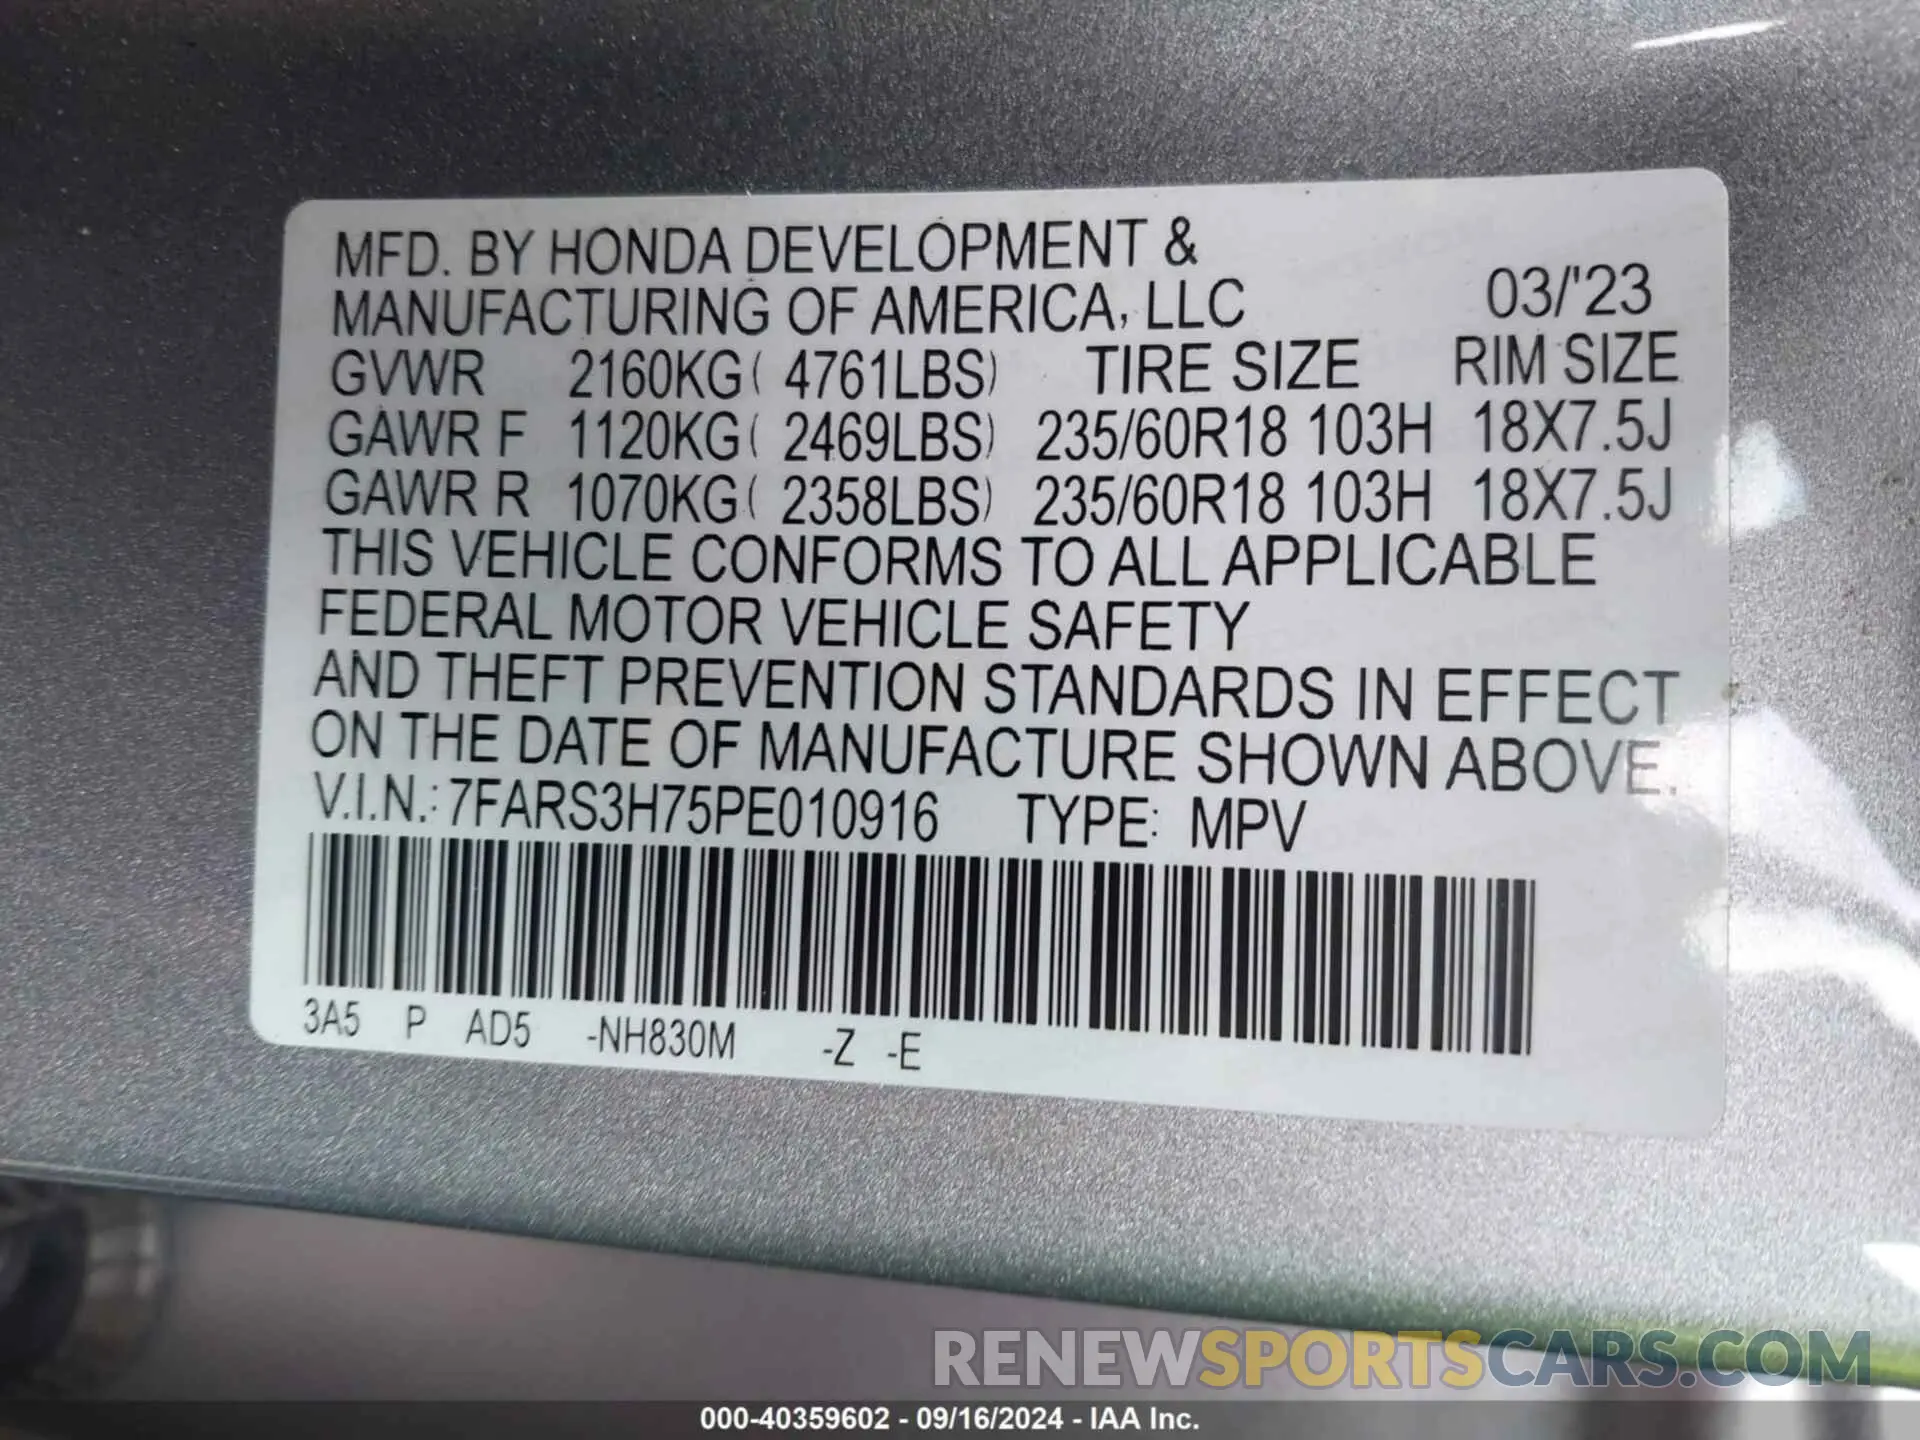 MFD. BY HONDA DEVELOPMENT &
MANUFACTURING OF AMERICA, LLC 03/'23
GVWR 2160KG( 4761LBS) TIRE SIZE RIM SIZE
GAWR F 1120KG( 2469LBS) 235/60R18 103H 18X7.5J
GAWR R 1070KG( 2358LBS) 235/60R18 103H 18X7.5J
THIS VEHICLE CONFORMS TO ALL APPLICABLE
FEDERAL MOTOR VEHICLE SAFETY
AND THEFT PREVENTION STANDARDS IN EFFECT
ON THE DATE OF MANUFACTURE SHOWN ABOVE.
V.I.N.: 7FARS3H75PE010916 TYPE: MPV
3A5 P AD5 -NH830M -Z -E
RENEWSPORTSCARS.COM
000-40359602 - 09/16/2024 - IAA Inc.